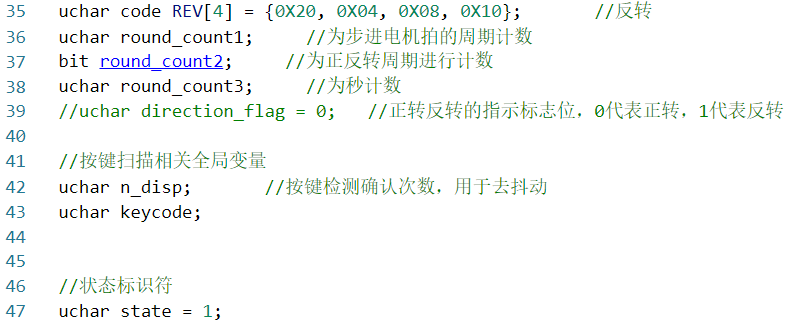 35 uchar code REV[4] = {0X20, 0X04, 0X08, 0X10}; //反转
36 uchar round_count1; //为步进电机拍的周期计数
37 bit round_count2; //为正反转周期进行计数
38 uchar round_count3; //为秒计数
39 //uchar direction_flag = 0; //正转反转的指示标志位，0代表正转，1代表反转
40
41 //按键扫描相关全局变量
42 uchar n_disp; //按键检测确认次数，用于去抖动
43 uchar keycode;
44
45
46 //状态标识符
47 uchar state = 1;